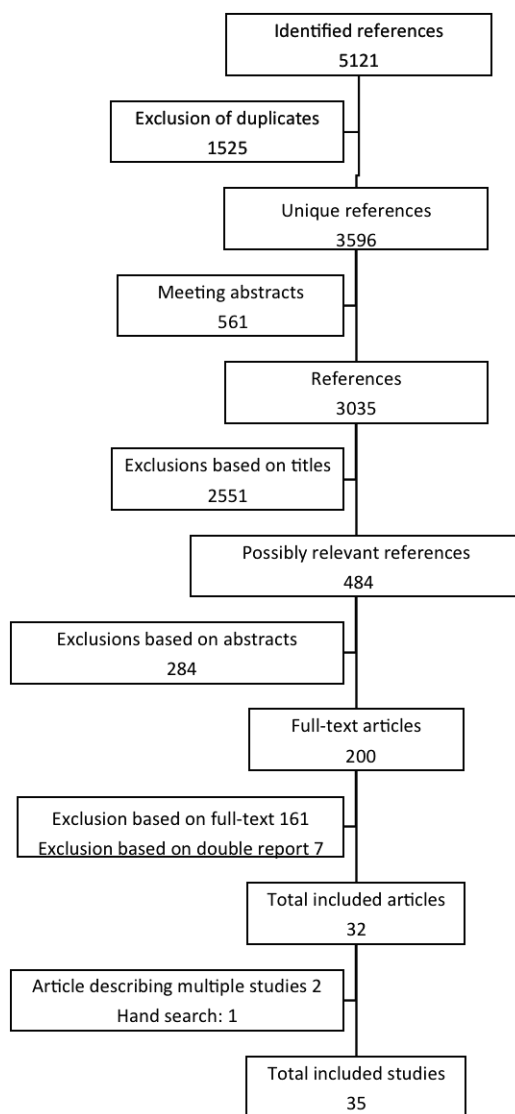 Identified references
5121
Exclusion of duplicates
1525
Unique references
3596
Meeting abstracts
561
References
3035
Exclusions based on titles
2551
Possibly relevant references
484
Exclusions based on abstracts
284
Full-text articles
200
Exclusion based on full-text 161
Exclusion based on double report 7
Total included articles
32
Article describing multiple studies 2
Hand search: 1
Total included studies
35